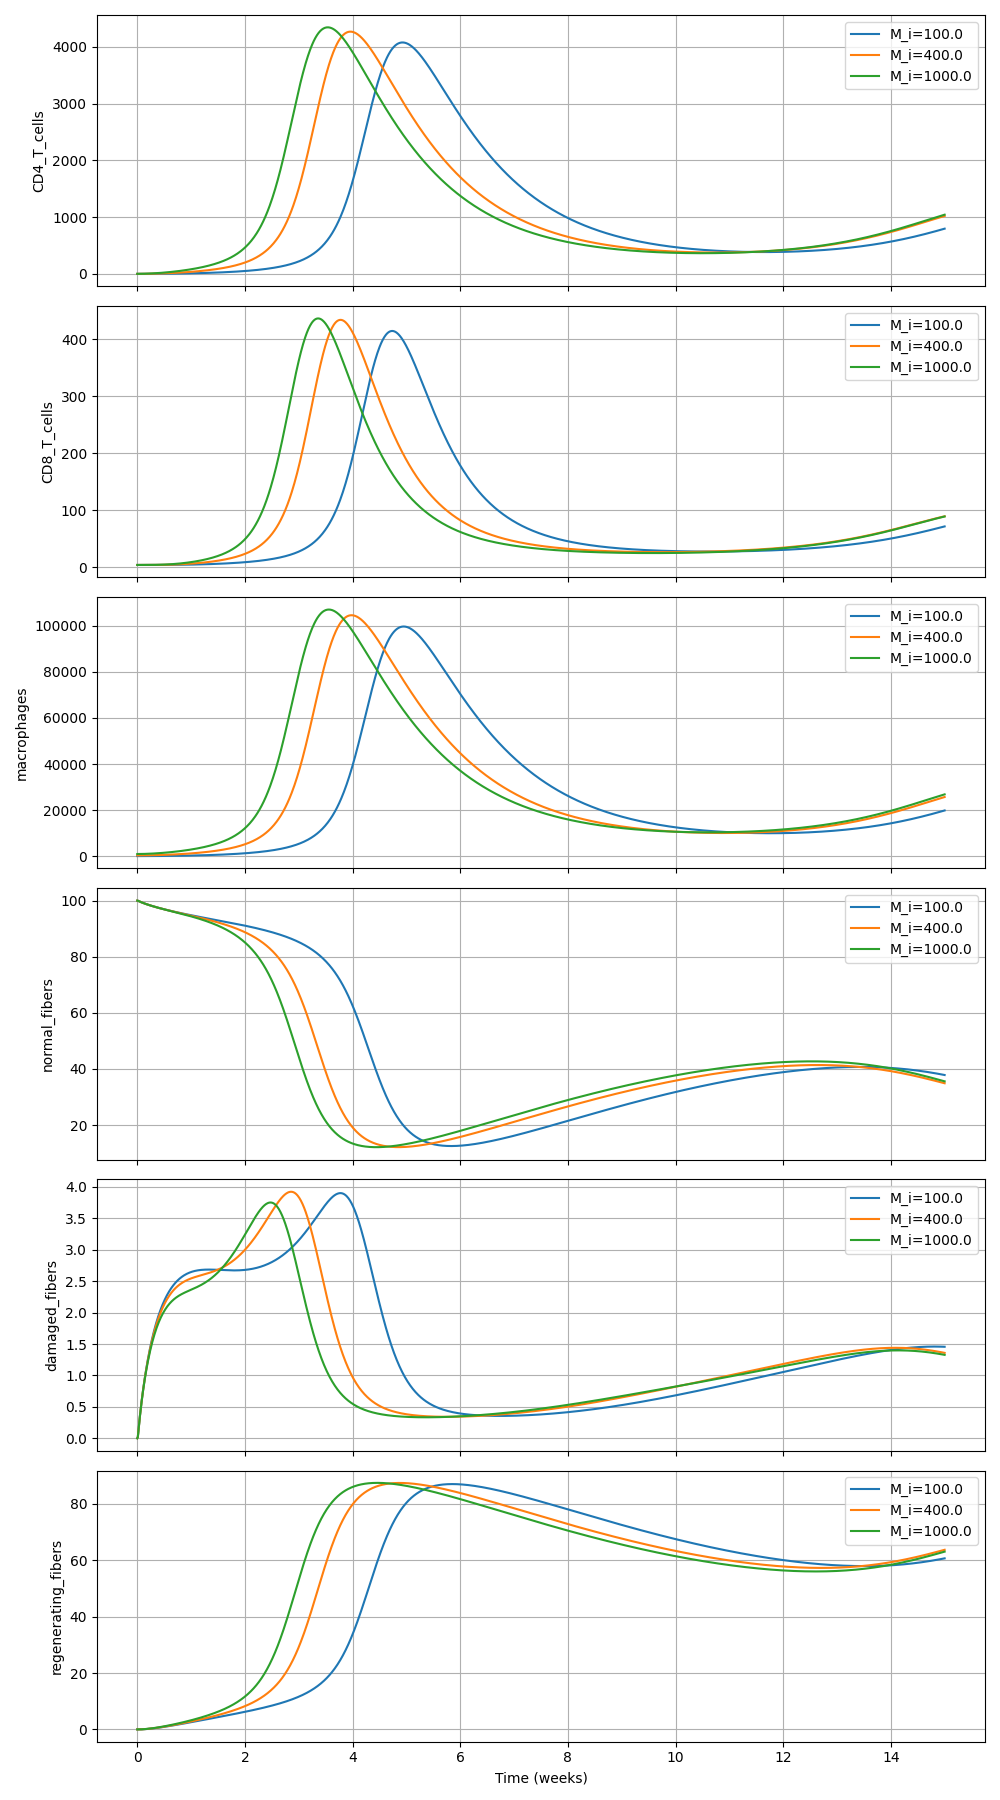 CD4_T_cells
4000
3000
2000
1000
0
M_i=100.0
M_i=400.0
M_i=1000.0
CD8_T_cells
400
300
200
100
0
M_i=100.0
M_i=400.0
M_i=1000.0
macrophages
100000
80000
60000
40000
20000
0
M_i=100.0
M_i=400.0
M_i=1000.0
normal_fibers
100
80
60
40
20
M_i=100.0
M_i=400.0
M_i=1000.0
damaged_fibers
4.0
3.5
3.0
2.5
2.0
1.5
1.0
0.5
0.0
M_i=100.0
M_i=400.0
M_i=1000.0
regenerating_fibers
80
60
40
20
0
M_i=100.0
M_i=400.0
M_i=1000.0
0 2 4 6 8 10 12 14
Time (weeks)